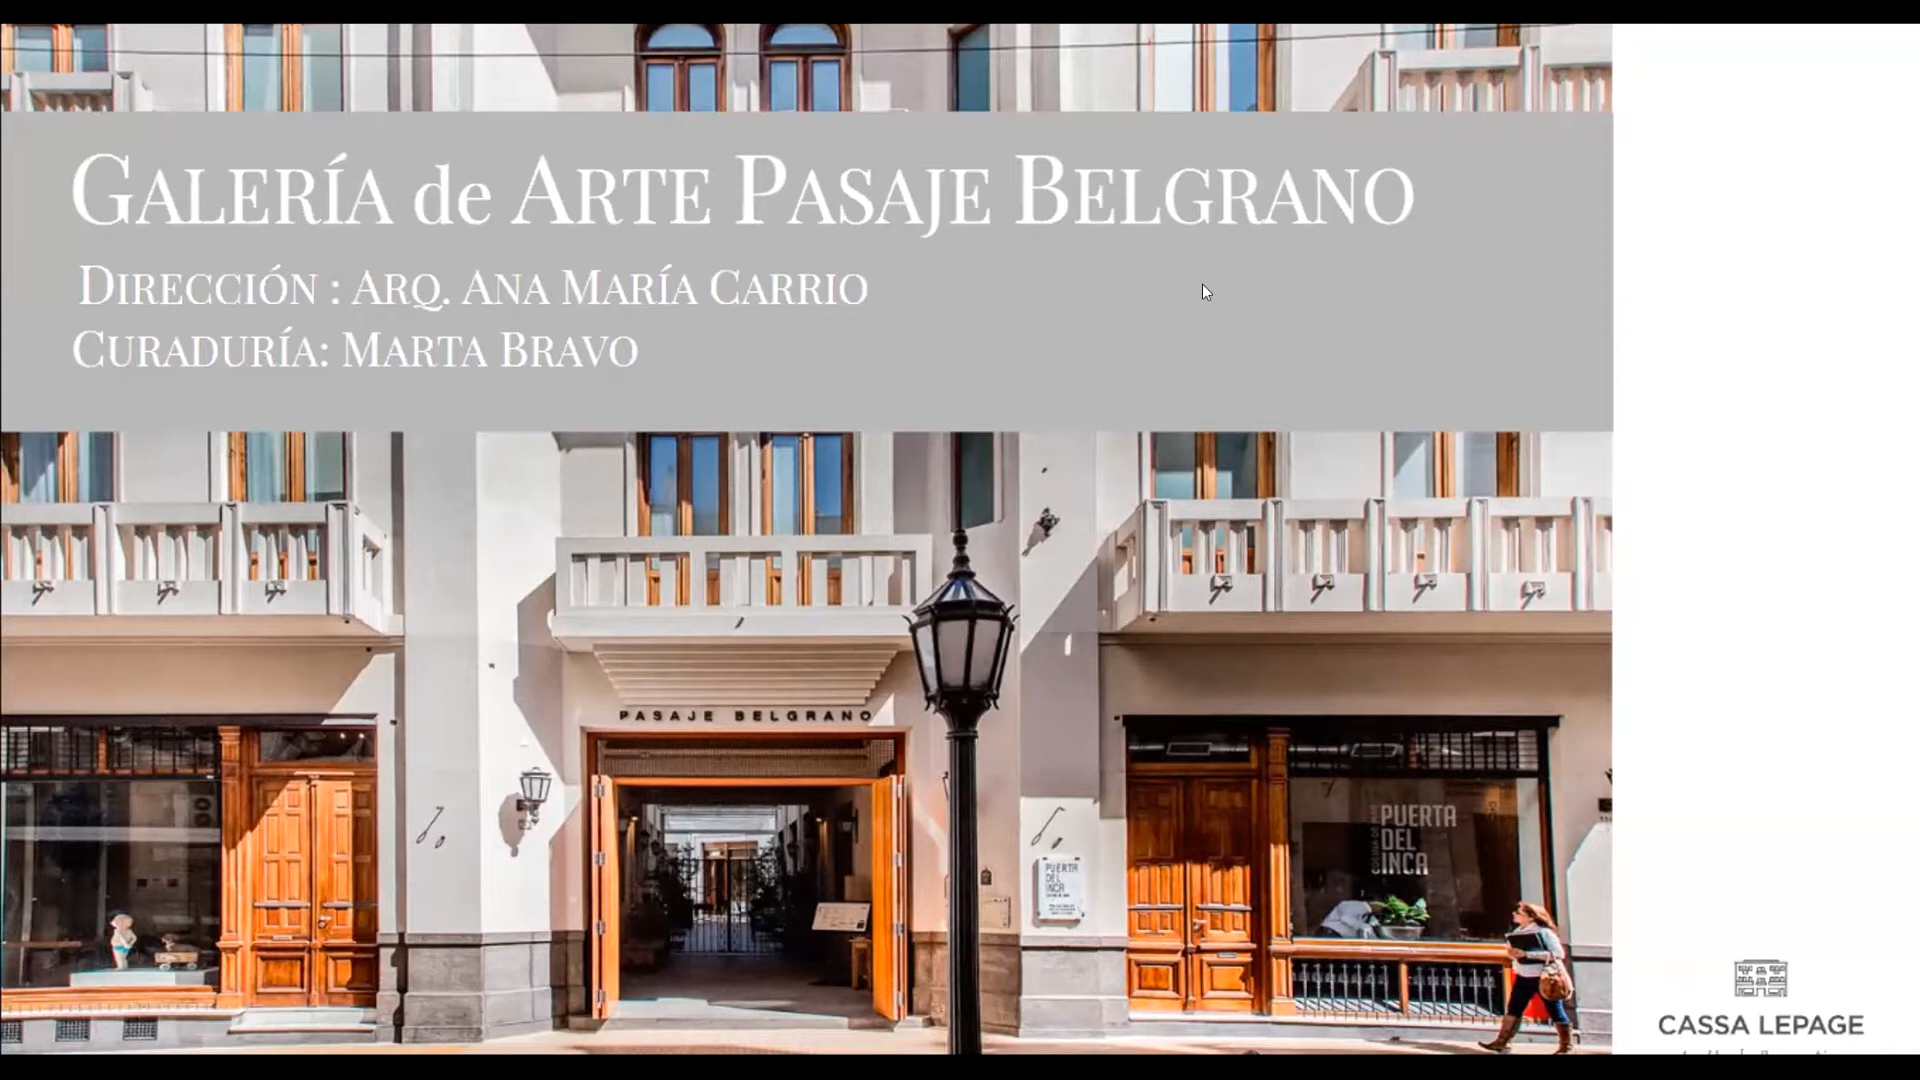 GALERÍA de ARTE PASAJE BELGRANO
DIRECCIÓN : ARQ. ANA MARÍA CARRIO
CURADURÍA: MARTA BRAVO
PASAJE BELGRANO
PUERTA
DEL
INCA
PUERTA
DEL
INCA
CASSA LEPAGE